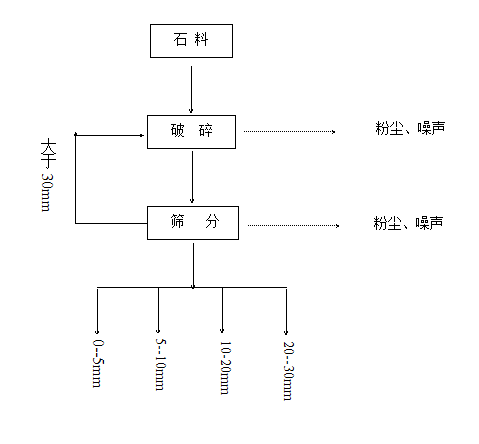 石 料
破 碎
粉尘、噪声
大于 30mm
筛 分
粉尘、噪声
0--5mm
5--10mm
10-20mm
20--30mm